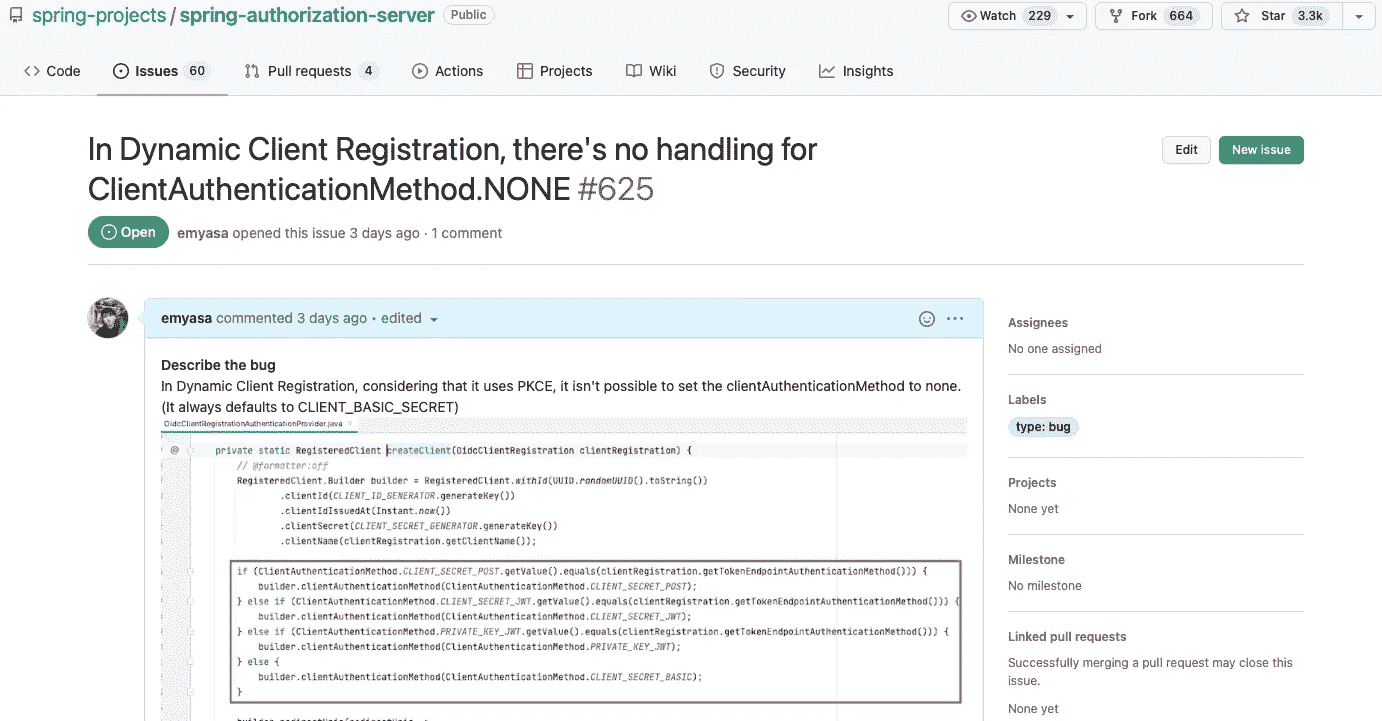 spring-projects / spring-authorization-server Public
Watch 229 Fork 664 Star 3.3k
Code Issues 60 Pull requests 4 Actions Projects Wiki Security Insights
In Dynamic Client Registration, there's no handling for
ClientAuthenticationMethod.NONE #625
Edit New issue
Open emyasa opened this issue 3 days ago · 1 comment
emyasa commented 3 days ago • edited
Describe the bug
In Dynamic Client Registration, considering that it uses PKCE, it isn't possible to set the clientAuthenticationMethod to none.
(It always defaults to CLIENT_BASIC_SECRET)
OidcClientRegistrationAuthenticationProvider.java
@ private static RegisteredClient createClient(OidcClientRegistration clientRegistration) {
// @formatter:off
RegisteredClient.Builder builder = RegisteredClient.withId(UUID.randomUUID().toString())
.clientId(CLIENT_ID_GENERATOR.generateKey())
.clientIdIssuedAt(Instant.now())
.clientSecret(CLIENT_SECRET_GENERATOR.generateKey())
.clientName(clientRegistration.getClientName());
if (ClientAuthenticationMethod.CLIENT_SECRET_POST.getValue().equals(clientRegistration.getTokenEndpointAuthenticationMethod())) {
builder.clientAuthenticationMethod(ClientAuthenticationMethod.CLIENT_SECRET_POST);
} else if (ClientAuthenticationMethod.CLIENT_SECRET_JWT.getValue().equals(clientRegistration.getTokenEndpointAuthenticationMethod())) {
builder.clientAuthenticationMethod(ClientAuthenticationMethod.CLIENT_SECRET_JWT);
} else if (ClientAuthenticationMethod.PRIVATE_KEY_JWT.getValue().equals(clientRegistration.getTokenEndpointAuthenticationMethod())) {
builder.clientAuthenticationMethod(ClientAuthenticationMethod.PRIVATE_KEY_JWT);
} else {
builder.clientAuthenticationMethod(ClientAuthenticationMethod.CLIENT_SECRET_BASIC);
}
Assignees
No one assigned
Labels
type: bug
Projects
None yet
Milestone
No milestone
Linked pull requests
Successfully merging a pull request may close this
issue.
None yet